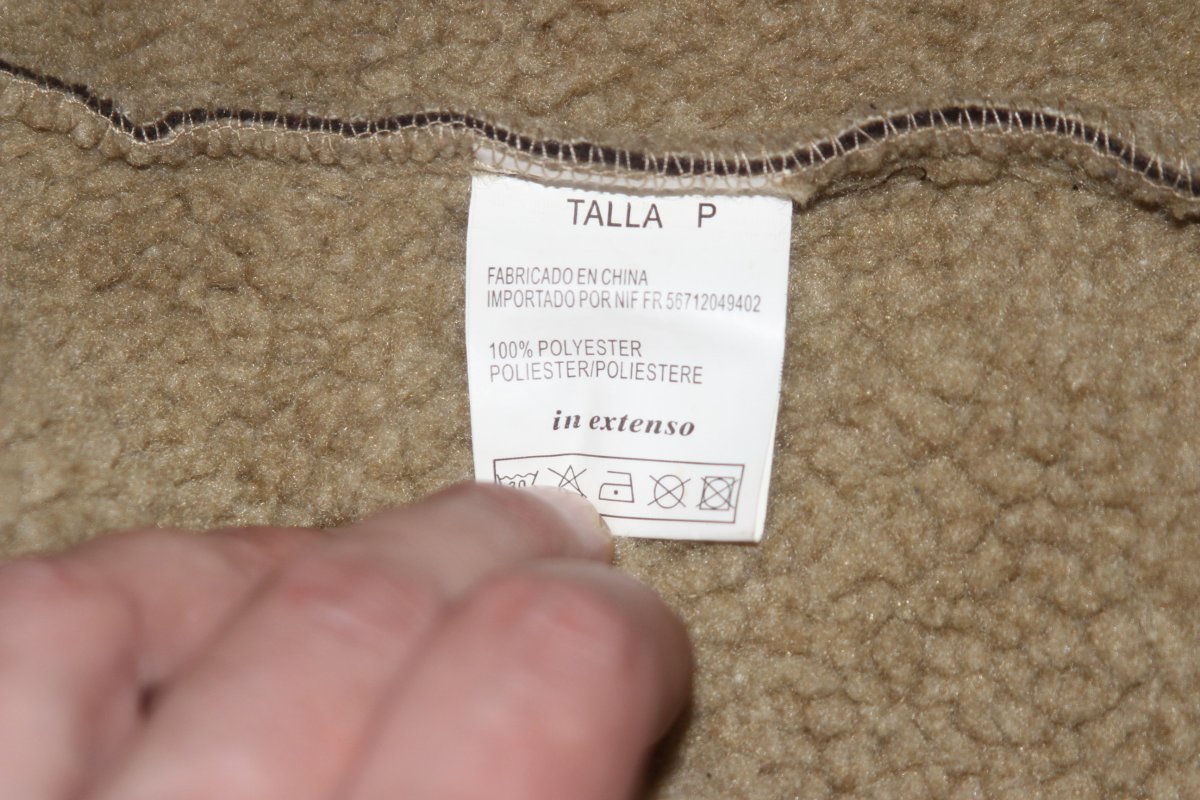 TALLA P
FABRICADO EN CHINA
IMPORTADO POR NIF FR 56712049402
100% POLYESTER
POLIESTER/POLIESTERE
in extenso